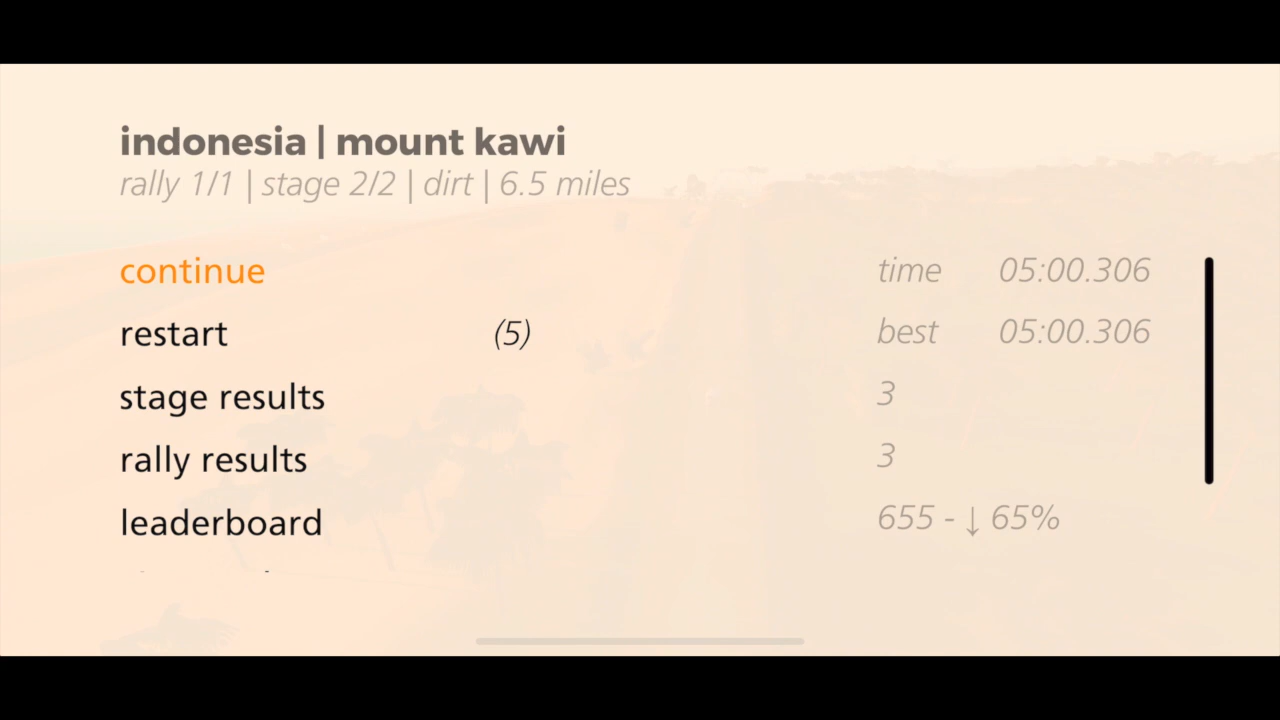 indonesia | mount kawi
rally 1/1 | stage 2/2 | dirt | 6.5 miles
continue time 05:00.306
restart (5) best 05:00.306
stage results 3
rally results 3
leaderboard 655 - ↓ 65%